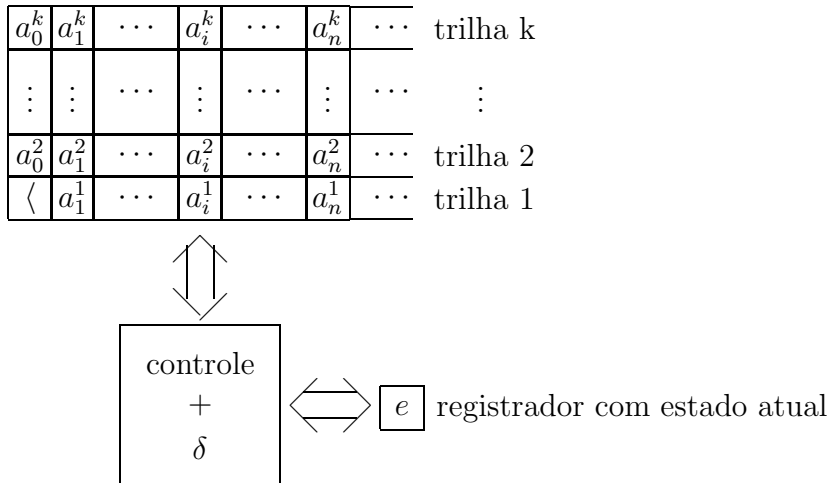 a_0^k a_1^k ⋯ a_i^k ⋯ a_n^k ⋯ trilha k
⋮ ⋮ ⋯ ⋮ ⋯ ⋮ ⋯ ⋮
a_0^2 a_1^2 ⋯ a_i^2 ⋯ a_n^2 ⋯ trilha 2
⟨ a_1^1 ⋯ a_i^1 ⋯ a_n^1 ⋯ trilha 1
controle
+
δ
e registrador com estado atual